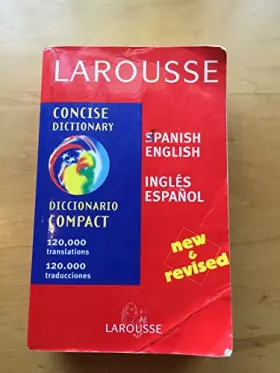 LAROUSSE
CONCISE
DICTIONARY
DICCIONARIO
COMPACT
120,000
translations
120.000
traducciones
SPANISH
ENGLISH
INGLÉS
ESPAÑOL
new
&
revised
LAROUSSE